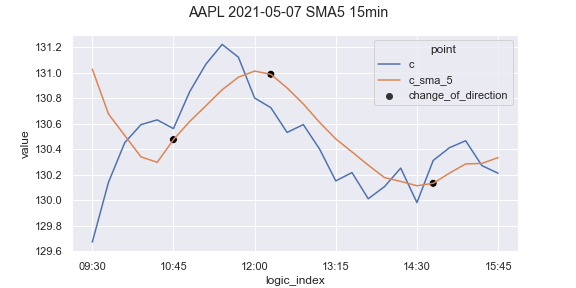 AAPL 2021-05-07 SMA5 15min
point
c
c_sma_5
change_of_direction
value
131.2
131.0
130.8
130.6
130.4
130.2
130.0
129.8
129.6
09:30 10:45 12:00 13:15 14:30 15:45
logic_index